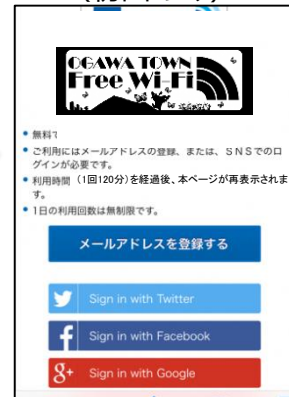 OGAWA TOWN
Free Wi-Fi
無料
ご利用にはメールアドレスの登録、または、SNSでのロ
グインが必要です。
利用時間（1回120分）を経過後、本ページが再表示されま
す。
1日の利用回数は無制限です。
メールアドレスを登録する
Sign in with Twitter
f Sign in with Facebook
g+ Sign in with Google